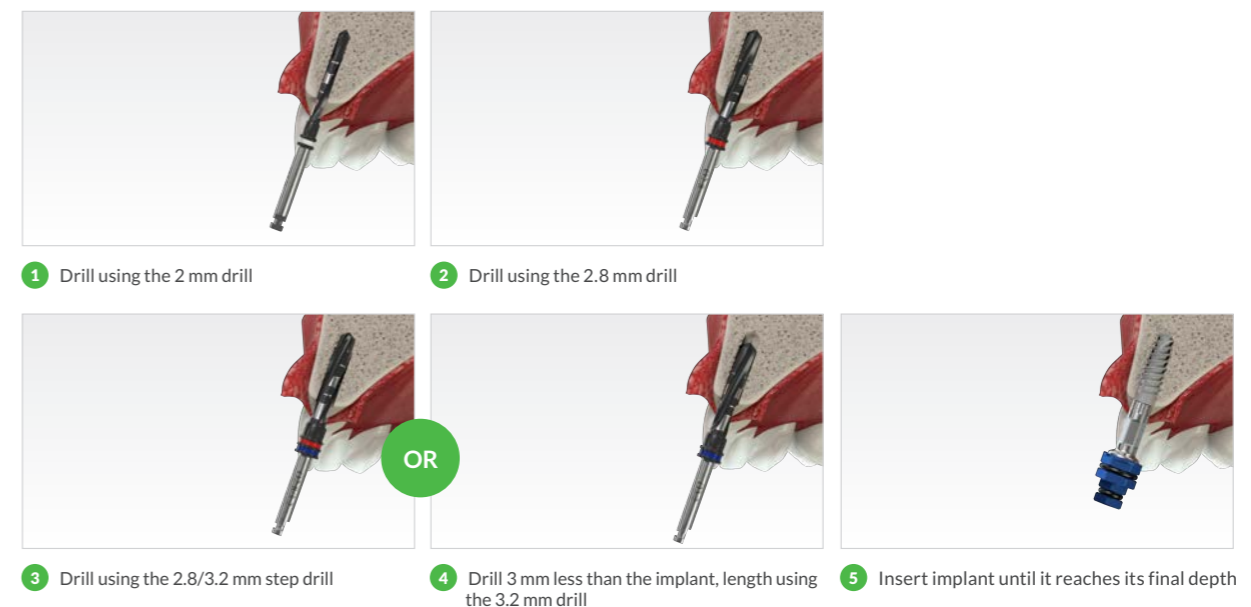 1 Drill using the 2 mm drill
2 Drill using the 2.8 mm drill
OR
3 Drill using the 2.8/3.2 mm step drill
4 Drill 3 mm less than the implant, length using
the 3.2 mm drill
5 Insert implant until it reaches its final depth